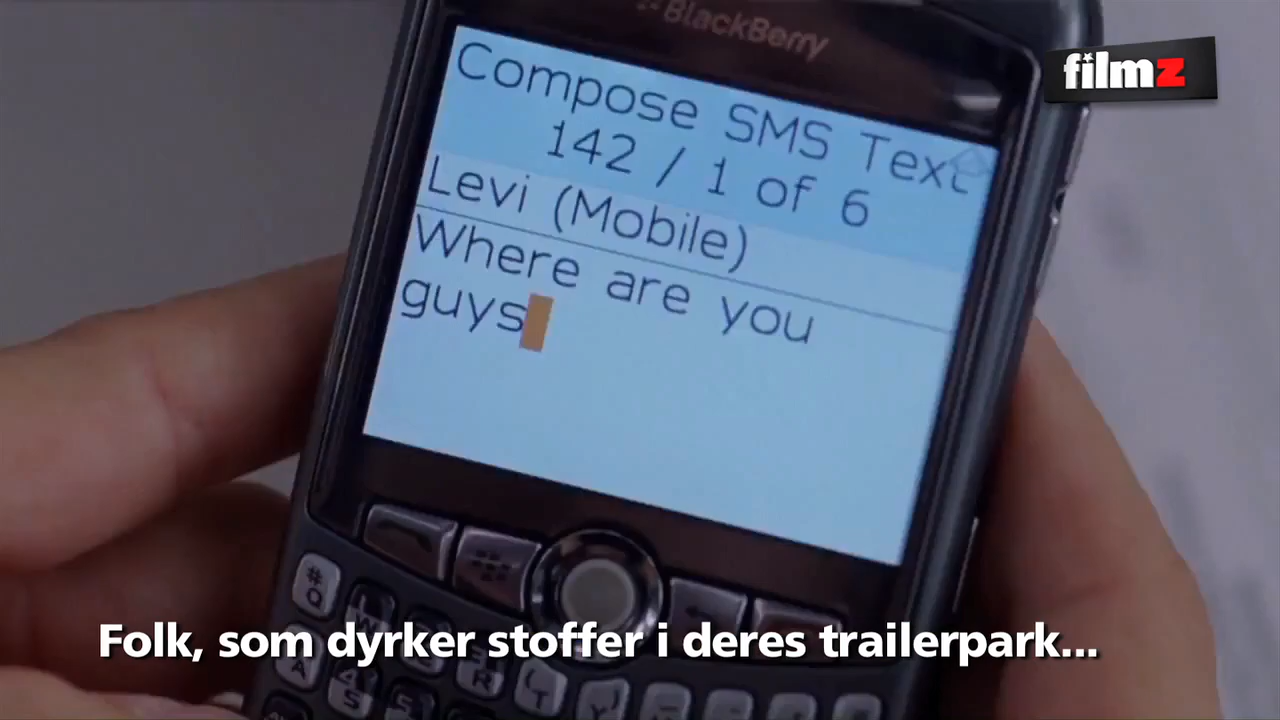 BlackBerry
filmz
Compose SMS Text
142 / 1 of 6
Levi (Mobile)
Where are you
guys
#
Q
W
R
T
Y
A
S
Folk, som dyrker stoffer i deres trailerpark...